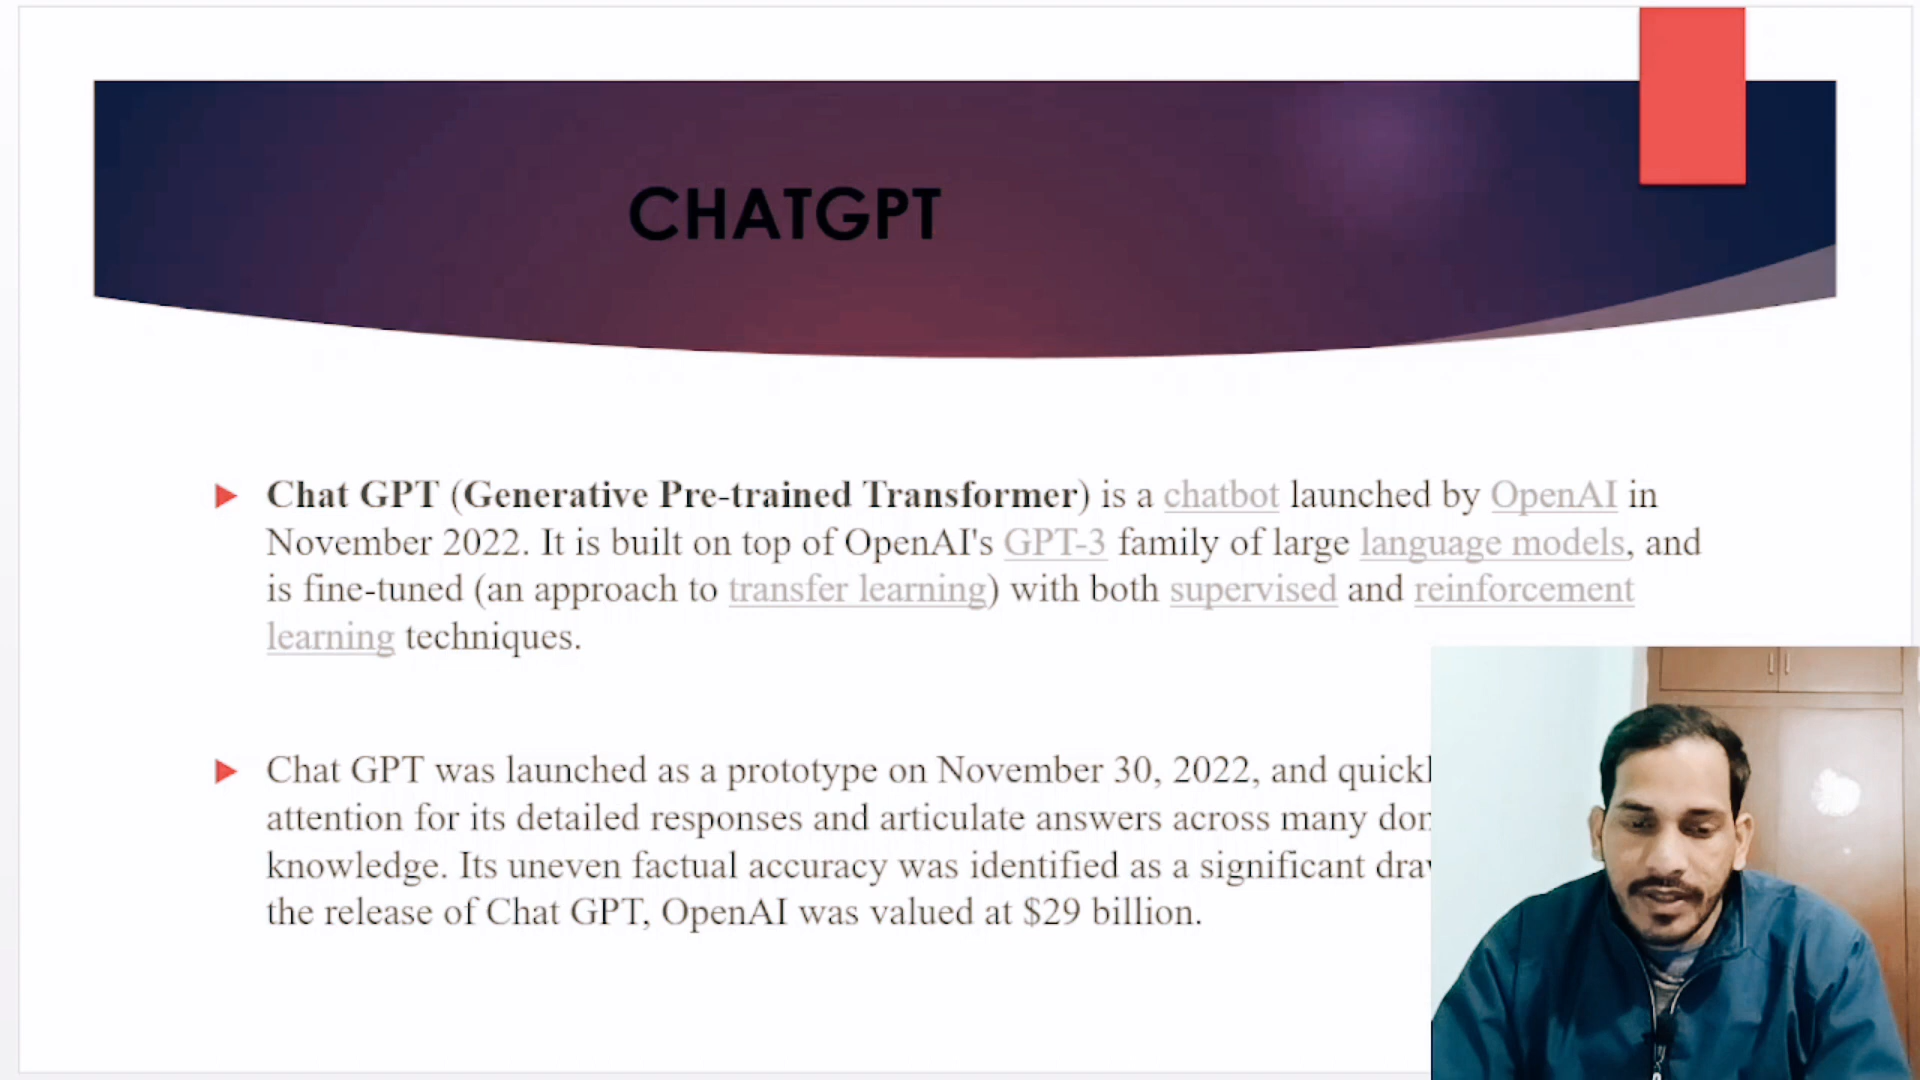 CHATGPT
Chat GPT (Generative Pre-trained Transformer) is a chatbot launched by OpenAI in
November 2022. It is built on top of OpenAI's GPT-3 family of large language models, and
is fine-tuned (an approach to transfer learning) with both supervised and reinforcement
learning techniques.
Chat GPT was launched as a prototype on November 30, 2022, and
attention for its detailed responses and articulate answers across many
knowledge. Its uneven factual accuracy was identified as a significant
the release of Chat GPT, OpenAI was valued at $29 billion.